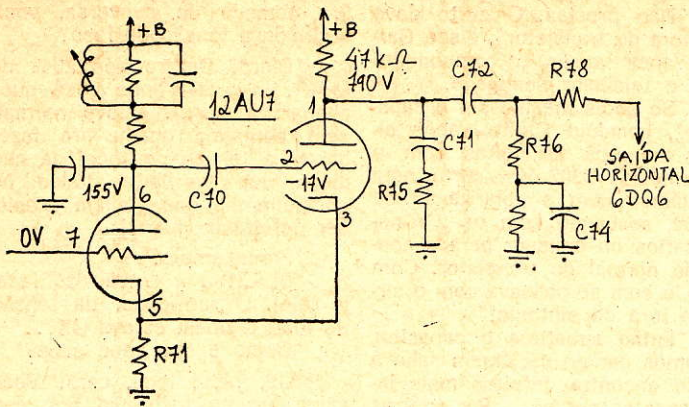 +B
+B
47kΩ
190V
12AU7
1
C72
R78
C71
R76
2
-17V
3
R75
C70
155V
6
0V
7
5
R71
C74
SAÍDA
HORIZONTAL
6DQ6